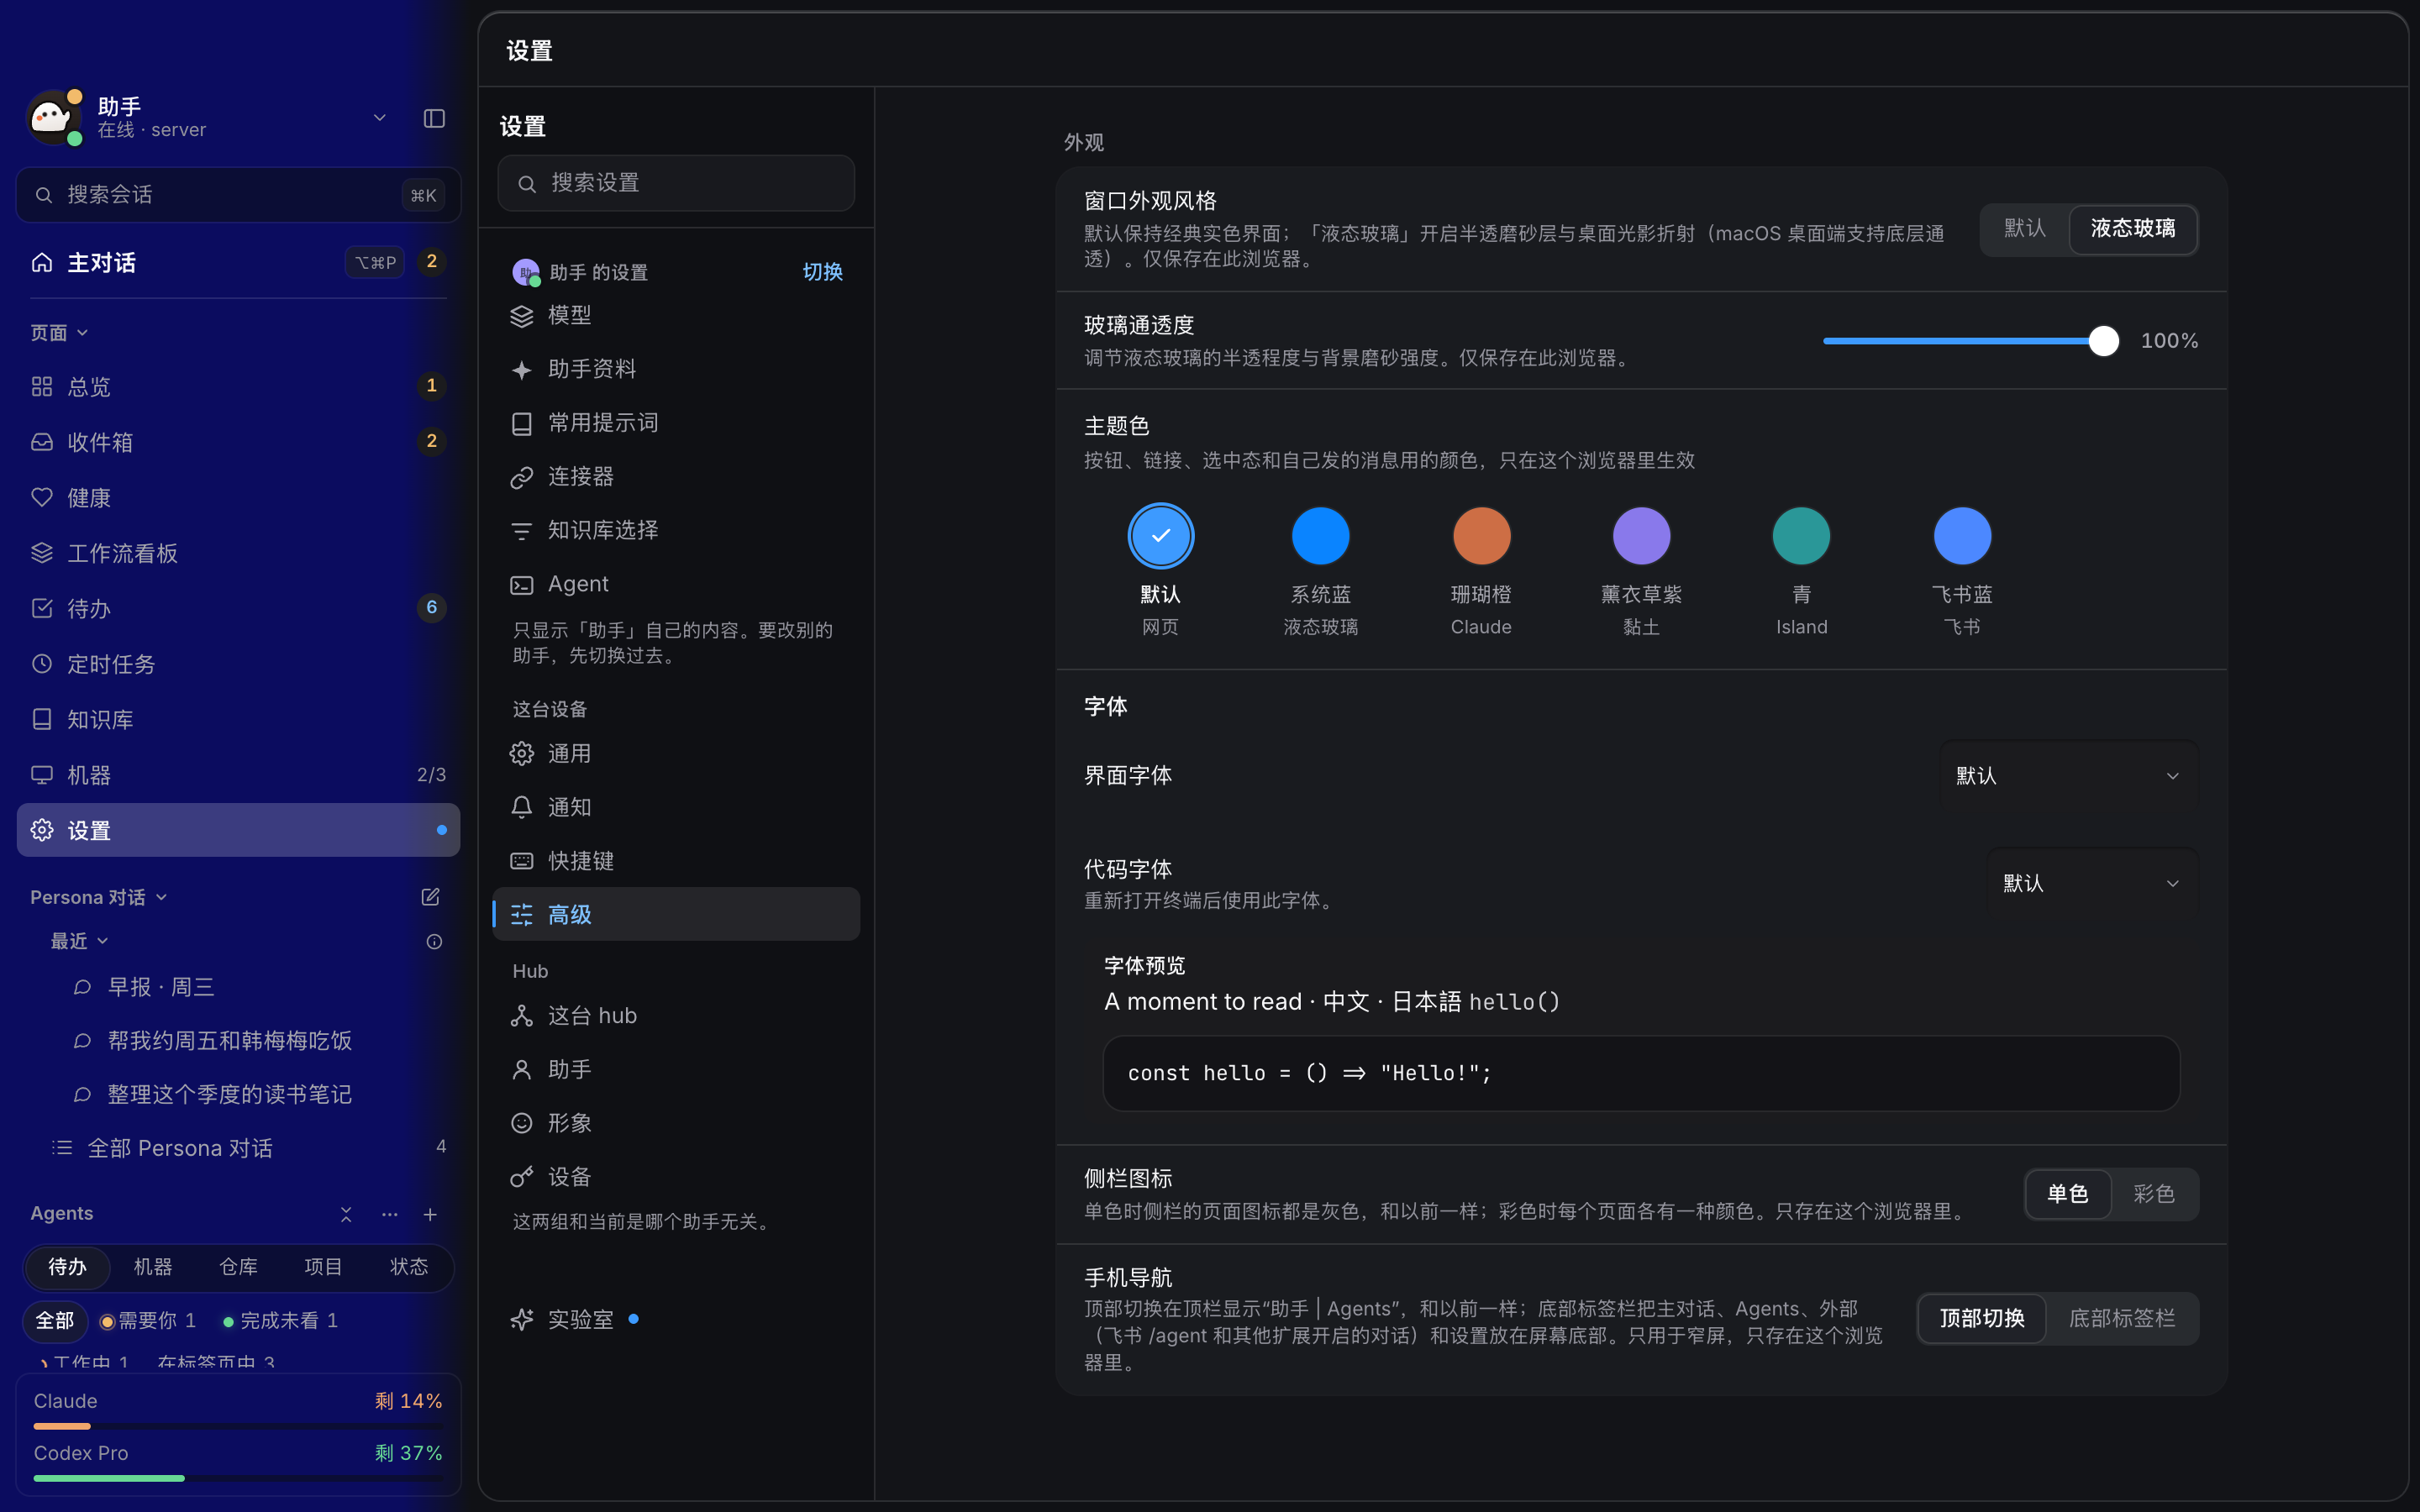 助手
在线 · server
搜索会话 ⌘K
主对话 ⌥⌘P 2
页面
总览 1
收件箱 2
健康
工作流看板
待办 6
定时任务
知识库
机器 2/3
设置
Persona 对话
最近
早报 · 周三
帮我约周五和韩梅梅吃饭
整理这个季度的读书笔记
全部 Persona 对话 4
Agents
待办 机器 仓库 项目 状态
全部 需要你 1 完成未看 1
工作中 1 在标签页中 3
Claude 剩 14%
Codex Pro 剩 37%
设置
设置
搜索设置
助 助手 的设置 切换
模型
助手资料
常用提示词
连接器
知识库选择
Agent
只显示「助手」自己的内容。要改别的
助手，先切换过去。
这台设备
通用
通知
快捷键
高级
Hub
这台 hub
助手
形象
设备
这两组和当前是哪个助手无关。
实验室
外观
窗口外观风格
默认保持经典实色界面；「液态玻璃」开启半透磨砂层与桌面光影折射（macOS 桌面端支持底层通
透）。仅保存在此浏览器。
默认 液态玻璃
玻璃通透度
调节液态玻璃的半透程度与背景磨砂强度。仅保存在此浏览器。
100%
主题色
按钮、链接、选中态和自己发的消息用的颜色，只在这个浏览器里生效
默认 系统蓝 珊瑚橙 薰衣草紫 青 飞书蓝
网页 液态玻璃 Claude 黏土 Island 飞书
字体
界面字体 默认
代码字体
重新打开终端后使用此字体。
默认
字体预览
A moment to read · 中文 · 日本語 hello()
const hello = () => "Hello!";
侧栏图标
单色时侧栏的页面图标都是灰色，和以前一样；彩色时每个页面各有一种颜色。只存在这个浏览器里。
单色 彩色
手机导航
顶部切换在顶栏显示“助手 | Agents”，和以前一样；底部标签栏把主对话、Agents、外部
（飞书 /agent 和其他扩展开启的对话）和设置放在屏幕底部。只用于窄屏，只存在这个浏览
器里。
顶部切换 底部标签栏